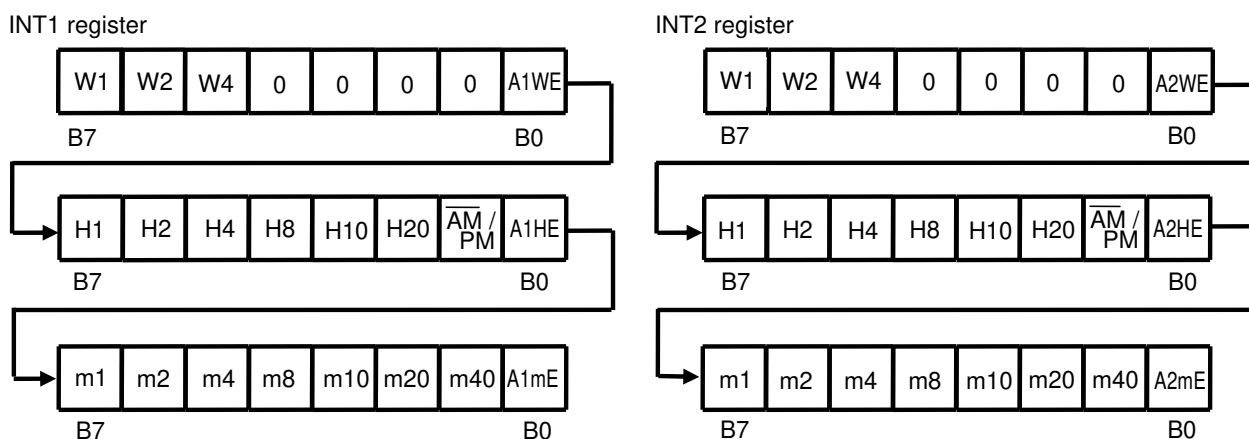 INT1 register
W1 W2 W4 0 0 0 0 A1WE
B7 B0
H1 H2 H4 H8 H10 H20 A̅M̅ / PM A1HE
B7 B0
m1 m2 m4 m8 m10 m20 m40 A1mE
B7 B0
INT2 register
W1 W2 W4 0 0 0 0 A2WE
B7 B0
H1 H2 H4 H8 H10 H20 A̅M̅ / PM A2HE
B7 B0
m1 m2 m4 m8 m10 m20 m40 A2mE
B7 B0